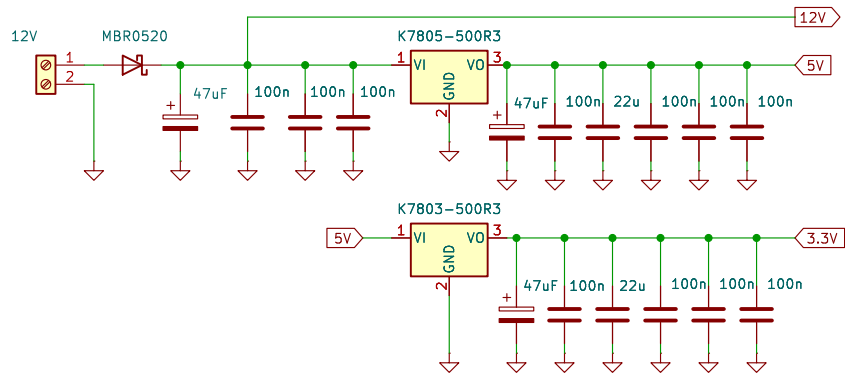 12V
MBR0520
K7805-500R3
12V
1
2
1
VI
VO
3
GND
2
5V
47uF
100n
100n
100n
47uF
100n
22u
100n
100n
100n
K7803-500R3
5V
1
VI
VO
3
GND
2
3.3V
47uF
100n
22u
100n
100n
100n